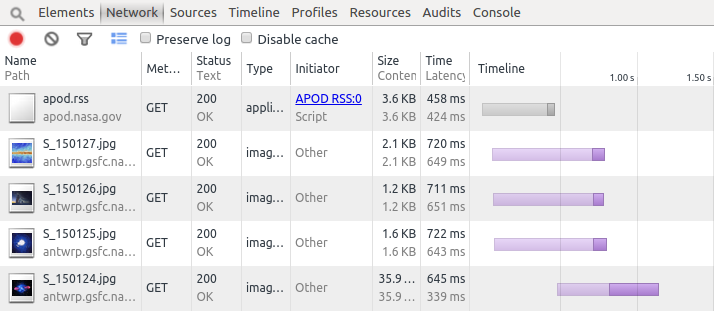 Elements Network Sources Timeline Profiles Resources Audits Console
Preserve log Disable cache
Name Path Met... Status Text Type Initiator Size Conten Time Latency Timeline 1.00 s 1.50 s
apod.rss apod.nasa.gov GET 200 OK appli... APOD RSS:0 Script 3.6 KB 3.6 KB 458 ms 424 ms
S_150127.jpg antwrp.gsfc.na... GET 200 OK imag... Other 2.1 KB 2.1 KB 720 ms 649 ms
S_150126.jpg antwrp.gsfc.na... GET 200 OK imag... Other 1.2 KB 1.2 KB 711 ms 651 ms
S_150125.jpg antwrp.gsfc.na... GET 200 OK imag... Other 1.6 KB 1.6 KB 722 ms 643 ms
S_150124.jpg antwrp.gsfc.na... GET 200 OK imag... Other 35.9 ... 35.9 ... 645 ms 339 ms